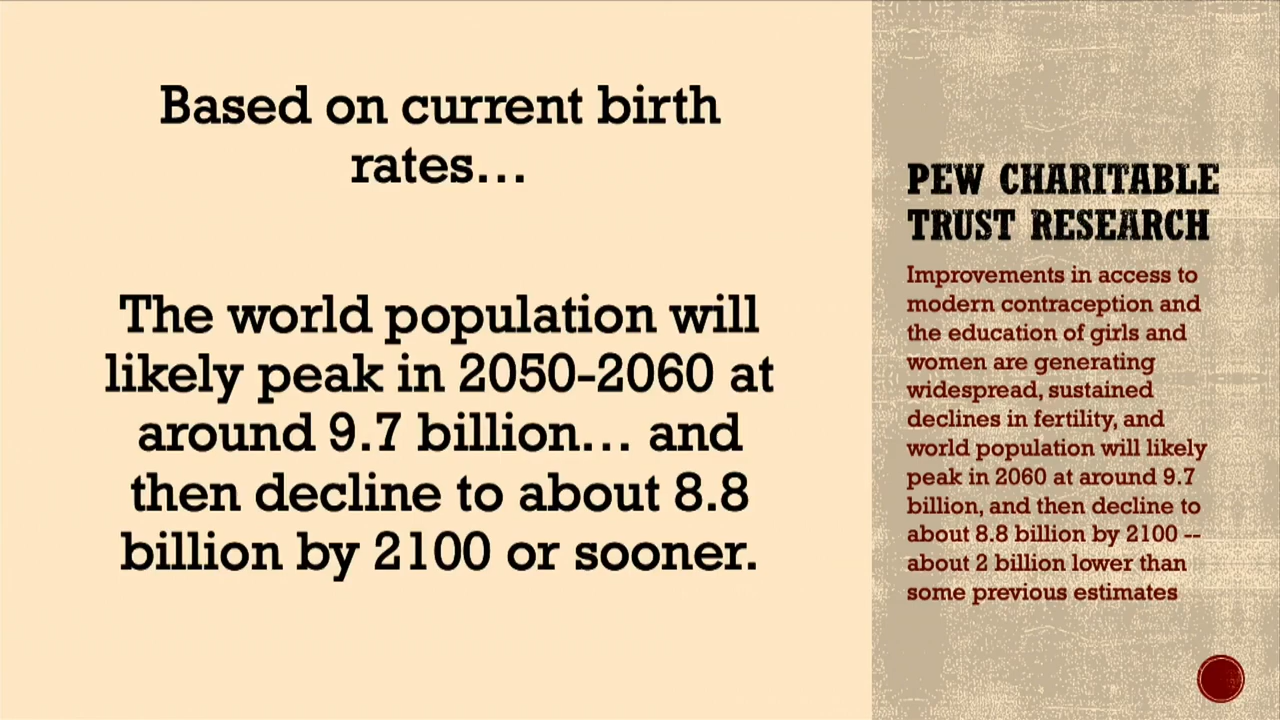 Based on current birth
rates…
The world population will
likely peak in 2050-2060 at
around 9.7 billion… and
then decline to about 8.8
billion by 2100 or sooner.
PEW CHARITABLE
TRUST RESEARCH
Improvements in access to
modern contraception and
the education of girls and
women are generating
widespread, sustained
declines in fertility, and
world population will likely
peak in 2060 at around 9.7
billion, and then decline to
about 8.8 billion by 2100 --
about 2 billion lower than
some previous estimates